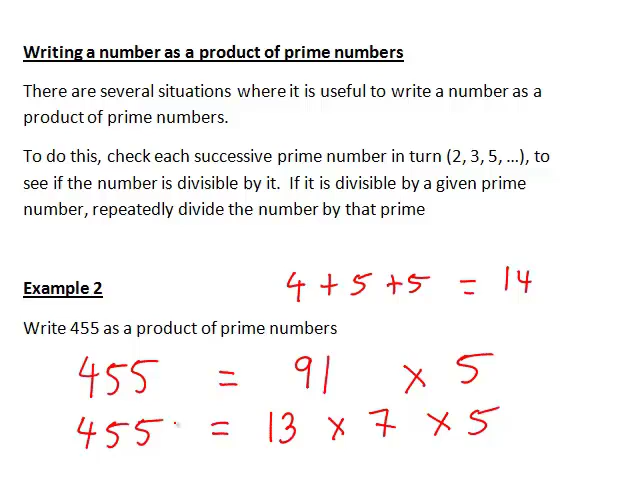 Writing a number as a product of prime numbers
There are several situations where it is useful to write a number as a
product of prime numbers.
To do this, check each successive prime number in turn (2, 3, 5, …), to
see if the number is divisible by it.  If it is divisible by a given prime
number, repeatedly divide the number by that prime
4 + 5 + 5 = 14
Example 2
Write 455 as a product of prime numbers
455 = 91 × 5
455 = 13 × 7 × 5